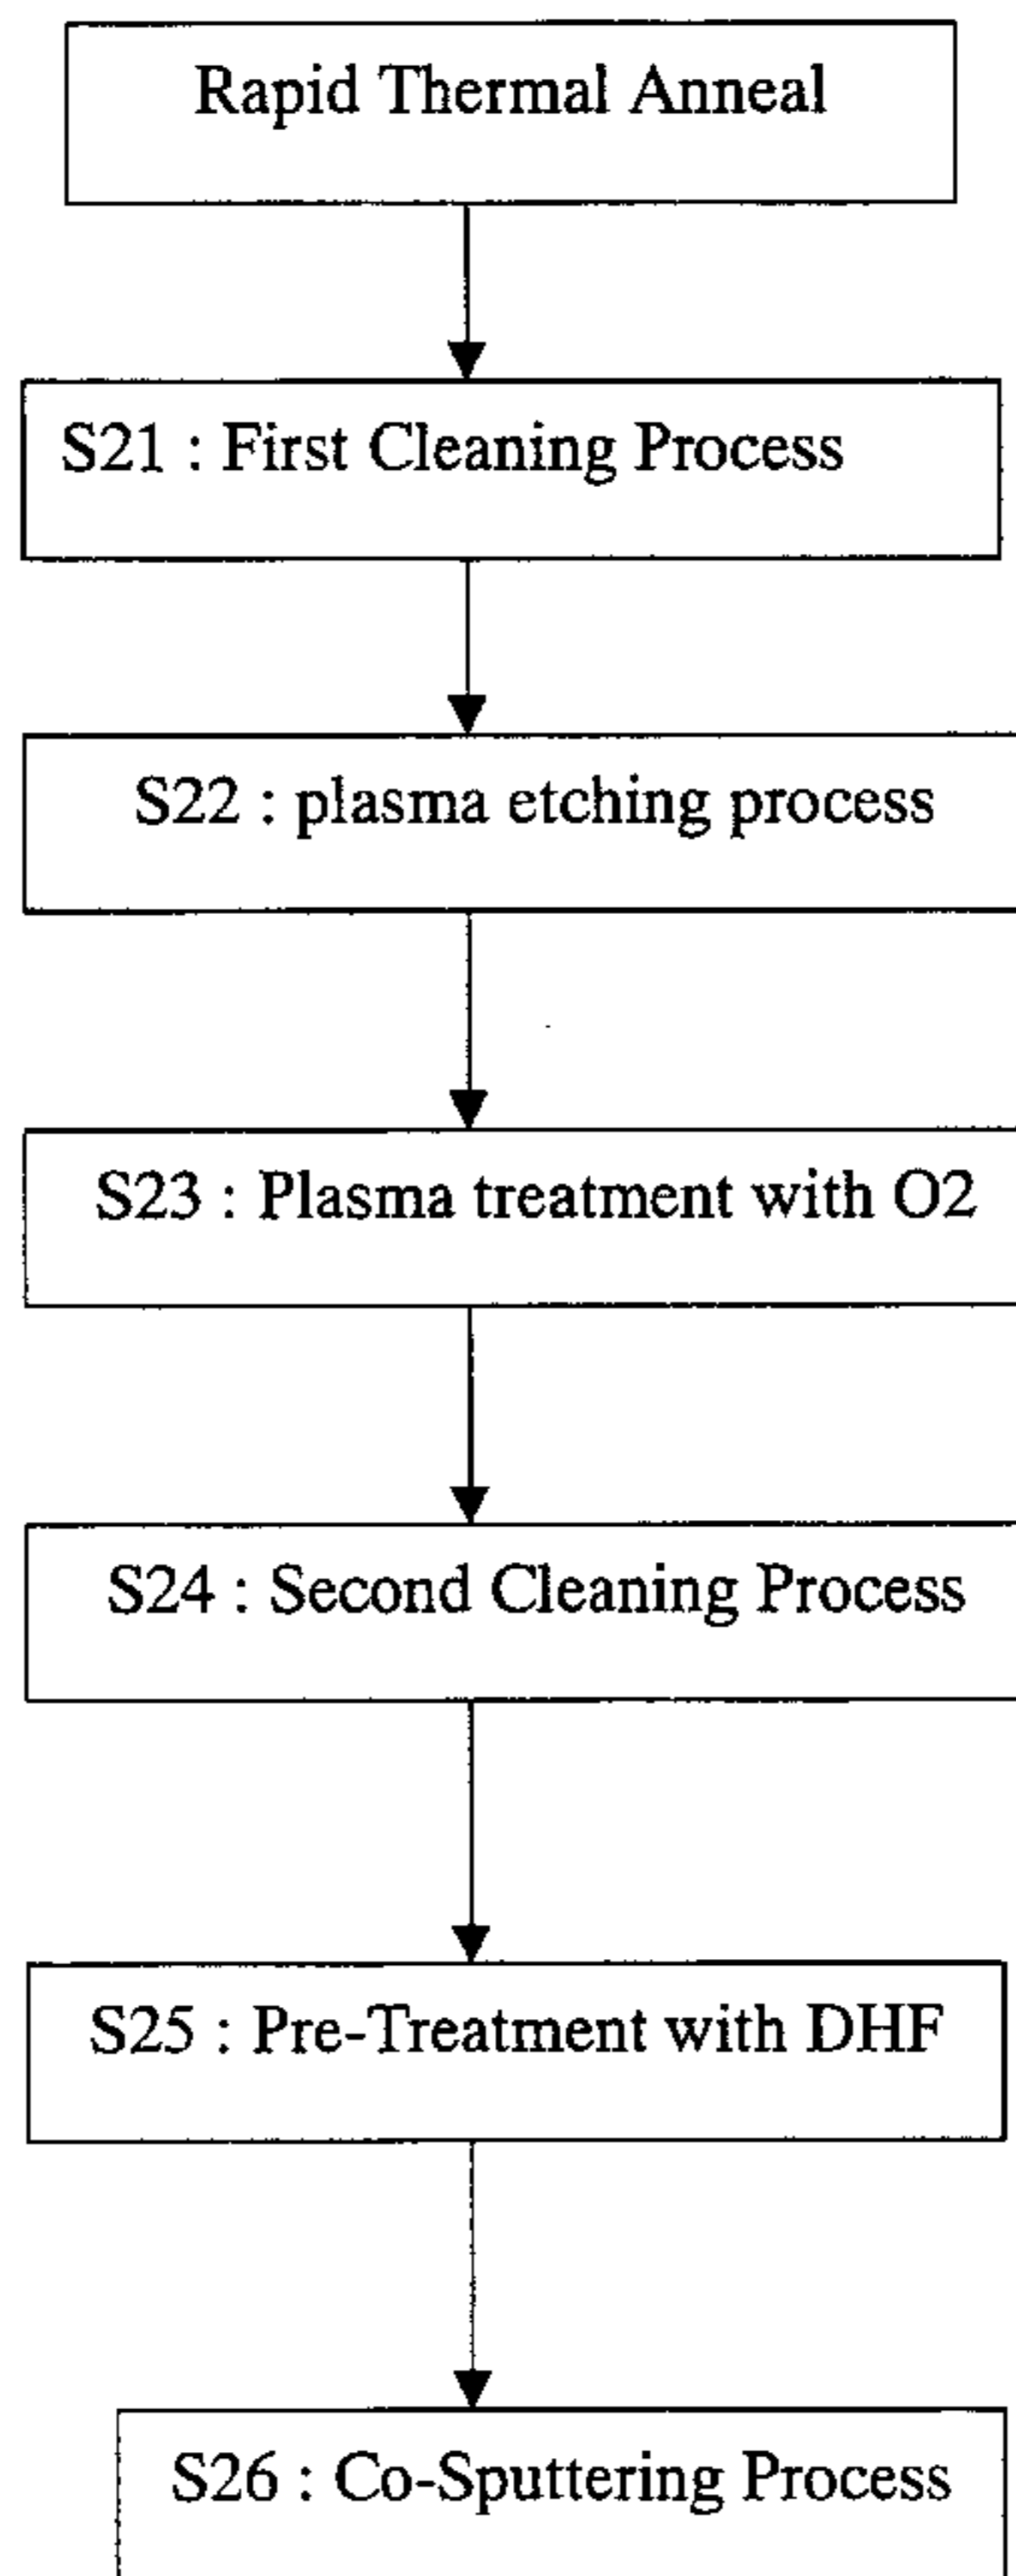 Rapid Thermal Anneal
S21 : First Cleaning Process
S22 : plasma etching process
S23 : Plasma treatment with O2
S24 : Second Cleaning Process
S25 : Pre-Treatment with DHF
S26 : Co-Sputtering Process